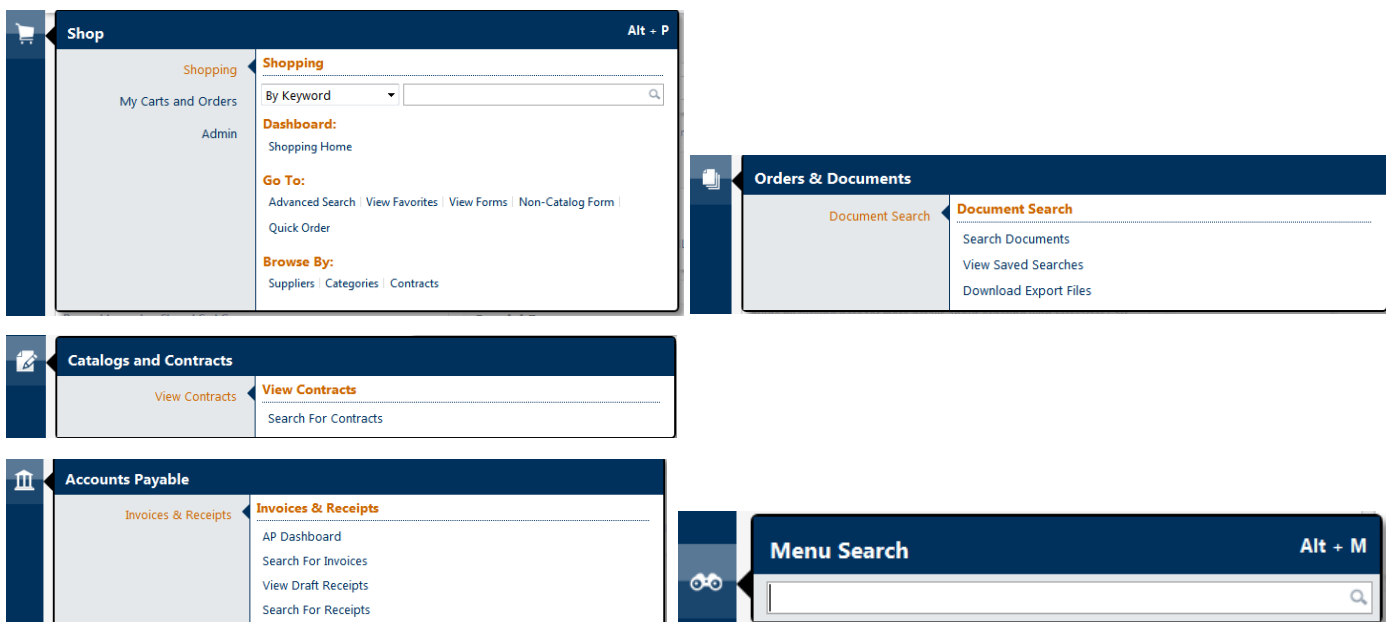 Shop Alt + P
Shopping
My Carts and Orders
Admin
Shopping
By Keyword
Dashboard:
Shopping Home
Go To:
Advanced Search | View Favorites | View Forms | Non-Catalog Form |
Quick Order
Browse By:
Suppliers | Categories | Contracts
Orders & Documents
Document Search
Document Search
Search Documents
View Saved Searches
Download Export Files
Catalogs and Contracts
View Contracts
View Contracts
Search For Contracts
Accounts Payable
Invoices & Receipts
Invoices & Receipts
AP Dashboard
Search For Invoices
View Draft Receipts
Search For Receipts
Menu Search Alt + M